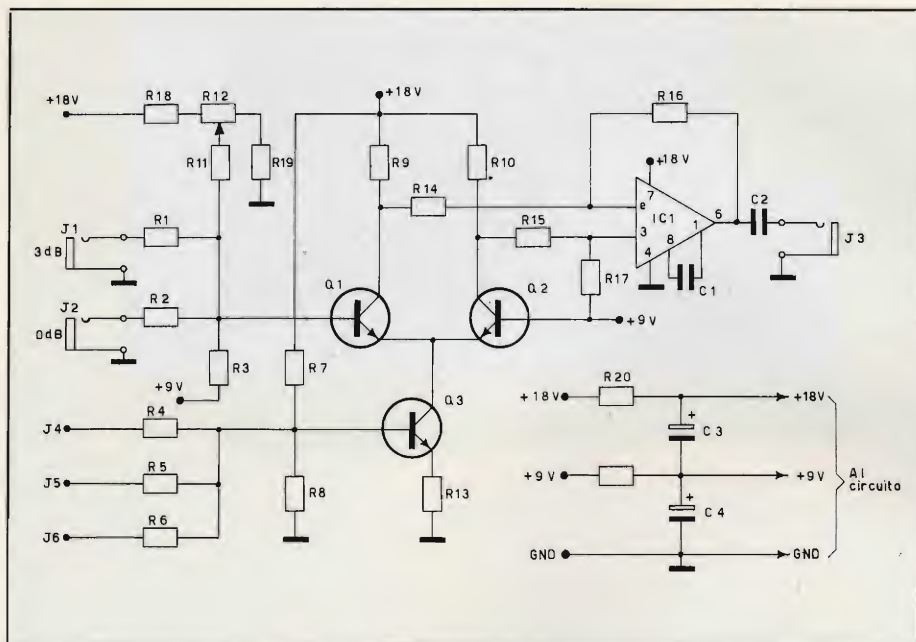 +18V
R18
R12
+18V
R16
R11
R19
R9
R10
+18V
R14
7
J1
R1
e
IC1
6
C2
3dB
R15
3
8
1
J3
4
R17
C1
J2
R2
Q1
Q2
0dB
+9V
R3
R7
+9V
R20
Q3
+18V
+18V
+
J4
R4
C3
J5
R5
+9V
+9V
Al
circuito
R8
R13
+
C4
J6
R6
GND
GND